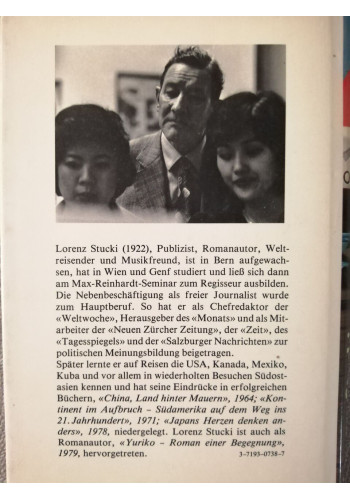 Lorenz Stucki (1922), Publizist, Romanautor, Welt-
reisender und Musikfreund, ist in Bern aufgewach-
sen, hat in Wien und Genf studiert und ließ sich dann
am Max-Reinhardt-Seminar zum Regisseur ausbilden.
Die Nebenbeschäftigung als freier Journalist wurde
zum Hauptberuf. So hat er als Chefredaktor der
«Weltwoche», Herausgeber des «Monats» und als Mit-
arbeiter der «Neuen Zürcher Zeitung», der «Zeit», des
«Tagesspiegels» und der «Salzburger Nachrichten» zur
politischen Meinungsbildung beigetragen.
Später lernte er auf Reisen die USA, Kanada, Mexiko,
Kuba und vor allem in wiederholten Besuchen Südost-
asien kennen und hat seine Eindrücke in erfolgreichen
Büchern, «China, Land hinter Mauern», 1964; «Kon-
tinent im Aufbruch – Südamerika auf dem Weg ins
21. Jahrhundert», 1971; «Japans Herzen denken an-
ders», 1978, niedergelegt. Lorenz Stucki ist auch als
Romanautor, «Yuriko – Roman einer Begegnung»,
1979, hervorgetreten.
3-7195-0738-7